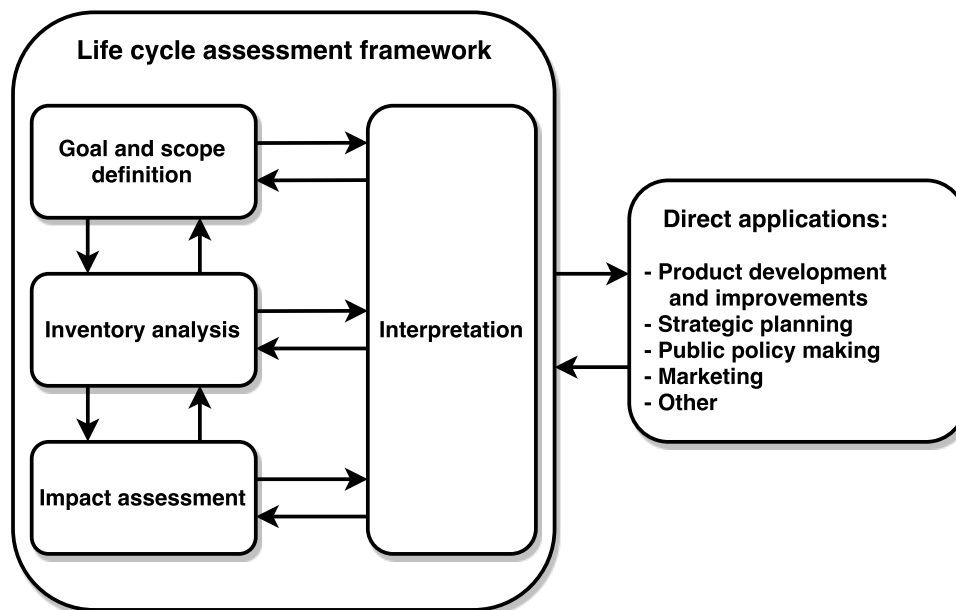 Life cycle assessment framework
Goal and scope
definition
Inventory analysis
Impact assessment
Interpretation
Direct applications:
- Product development
and improvements
- Strategic planning
- Public policy making
- Marketing
- Other